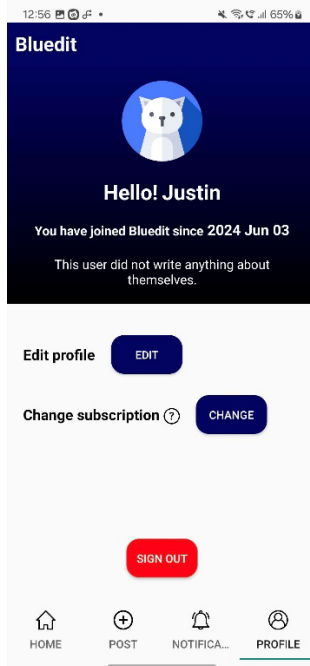 12:56
65%
Bluedit
Hello! Justin
You have joined Bluedit since 2024 Jun 03
This user did not write anything about
themselves.
Edit profile EDIT
Change subscription ? CHANGE
SIGN OUT
HOME POST NOTIFICA... PROFILE